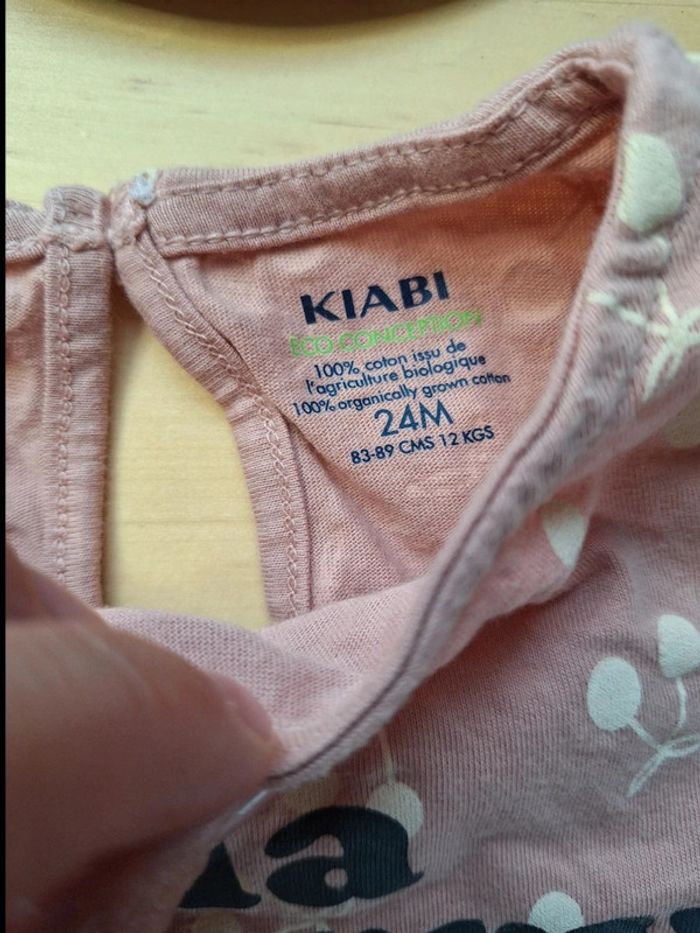 KIABI
ECO-CONCEPTION
100% coton issu de
l'agriculture biologique
100% organically grown cotton
24M
83-89 CMS 12 KGS